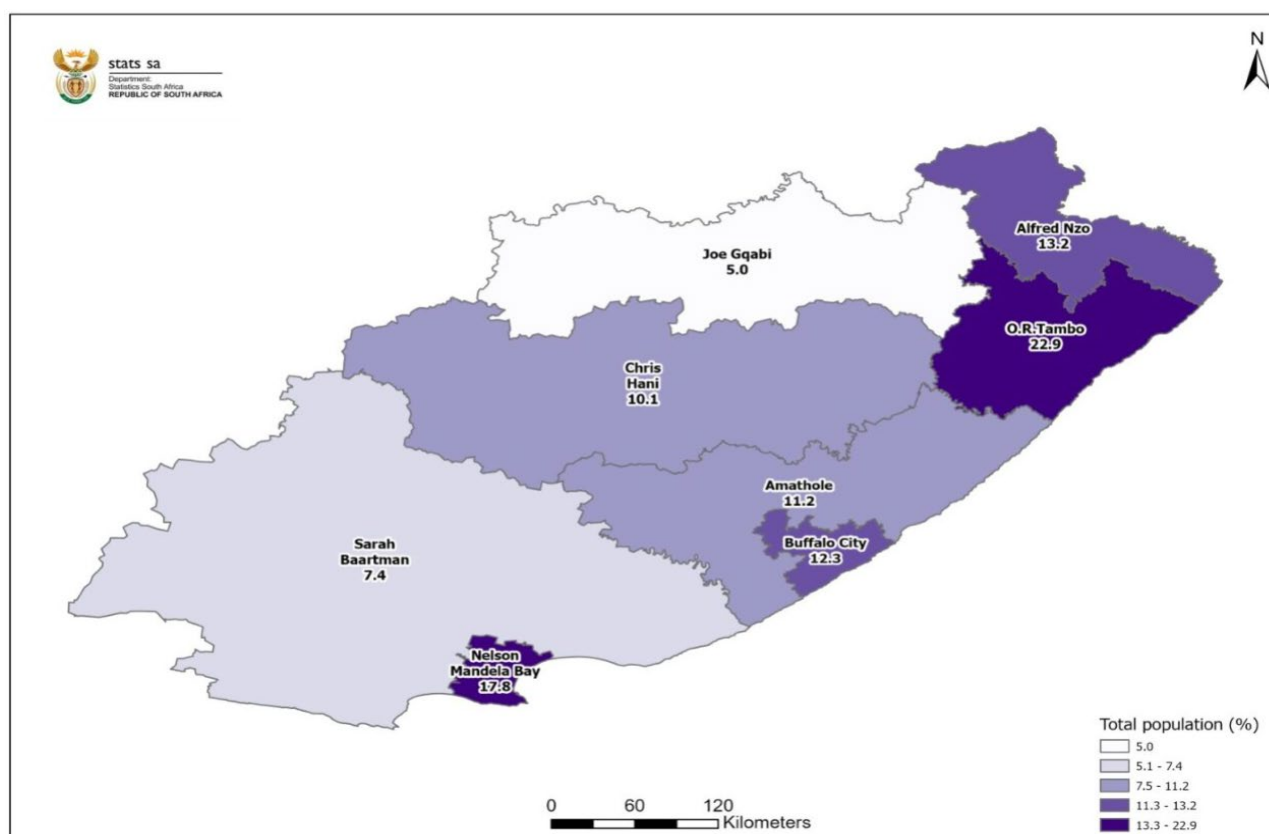 stats sa
Department:
Statistics South Africa
REPUBLIC OF SOUTH AFRICA
N
Alfred Nzo
13.2
Joe Gqabi
5.0
O.R.Tambo
22.9
Chris
Hani
10.1
Amathole
11.2
Buffalo City
12.3
Sarah
Baartman
7.4
Nelson
Mandela Bay
17.8
Total population (%)
5.0
5.1 - 7.4
7.5 - 11.2
11.3 - 13.2
13.3 - 22.9
0 60 120
Kilometers